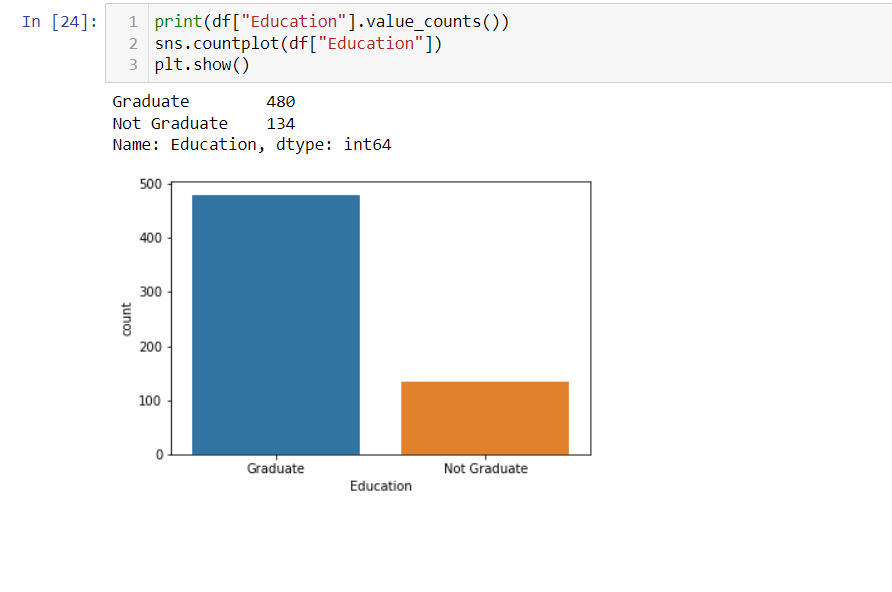 In [24]:
1 print(df["Education"].value_counts())
2 sns.countplot(df["Education"])
3 plt.show()
Graduate 480
Not Graduate 134
Name: Education, dtype: int64
500
400
300
200
100
0
count
Graduate Not Graduate
Education